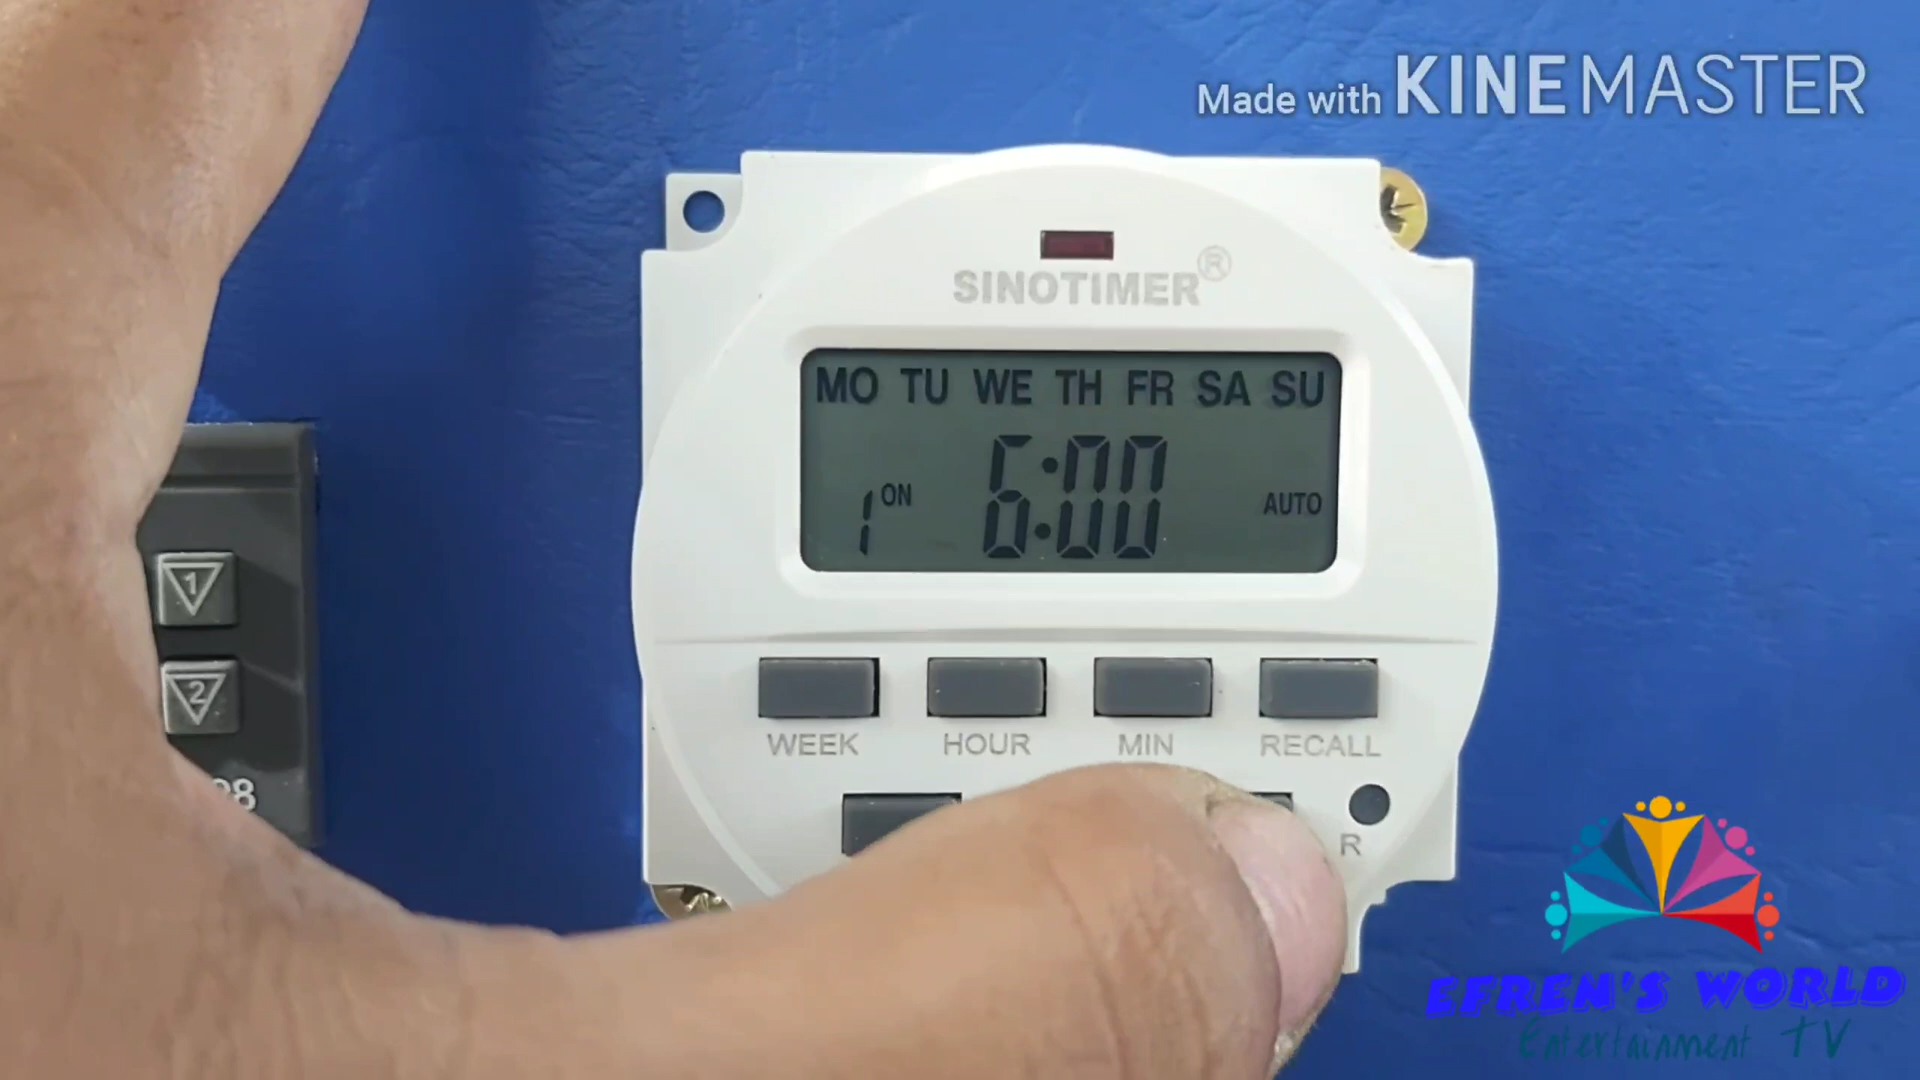 Made with KINEMASTER
SINOTIMER®
MO TU WE TH FR SA SU
1 ON 6:00 AUTO
1
2
WEEK HOUR MIN RECALL
R
EFREN'S WORLD
Entertainment TV